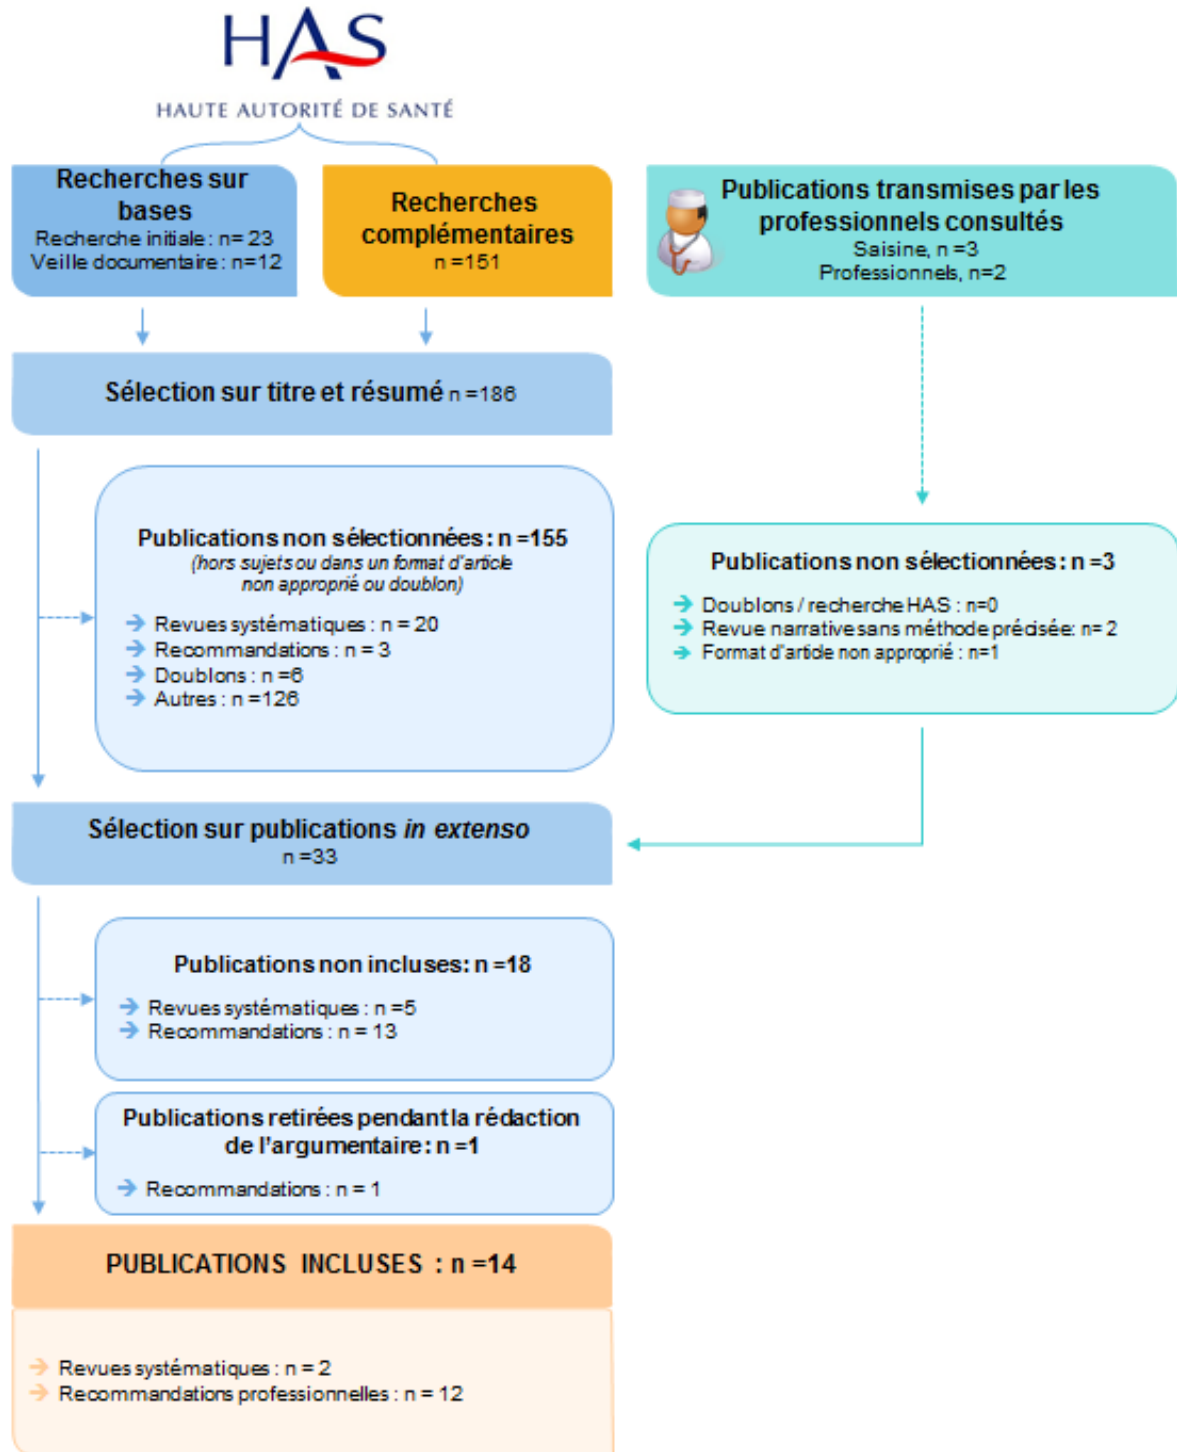 HAS
HAUTE AUTORITÉ DE SANTÉ
Recherches sur
bases
Recherche initiale : n= 23
Veille documentaire : n=12
Recherches
complémentaires
n =151
Publications transmises par les
professionnels consultés
Saisine, n =3
Professionnels, n=2
Sélection sur titre et résumé n =186
Publications non sélectionnées : n =155
(hors sujets ou dans un format d'article
non approprié ou doublon)
➔ Revues systématiques : n = 20
➔ Recommandations : n = 3
➔ Doublons : n =6
➔ Autres : n =126
Publications non sélectionnées : n =3
➔ Doublons / recherche HAS : n=0
➔ Revue narrative sans méthode précisée: n= 2
➔ Format d'article non approprié : n=1
Sélection sur publications in extenso
n =33
Publications non incluses: n =18
➔ Revues systématiques : n =5
➔ Recommandations : n = 13
Publications retirées pendant la rédaction
de l'argumentaire : n =1
➔ Recommandations : n = 1
PUBLICATIONS INCLUSES : n =14
➔ Revues systématiques : n = 2
➔ Recommandations professionnelles : n = 12